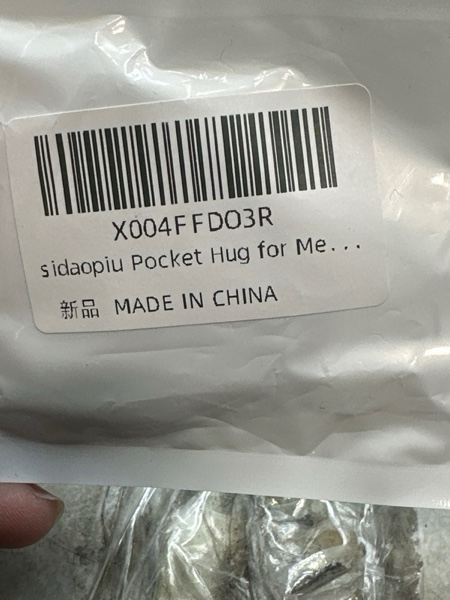 X004FFDO3R
sidaopiu Pocket Hug for Me...
新品 MADE IN CHINA